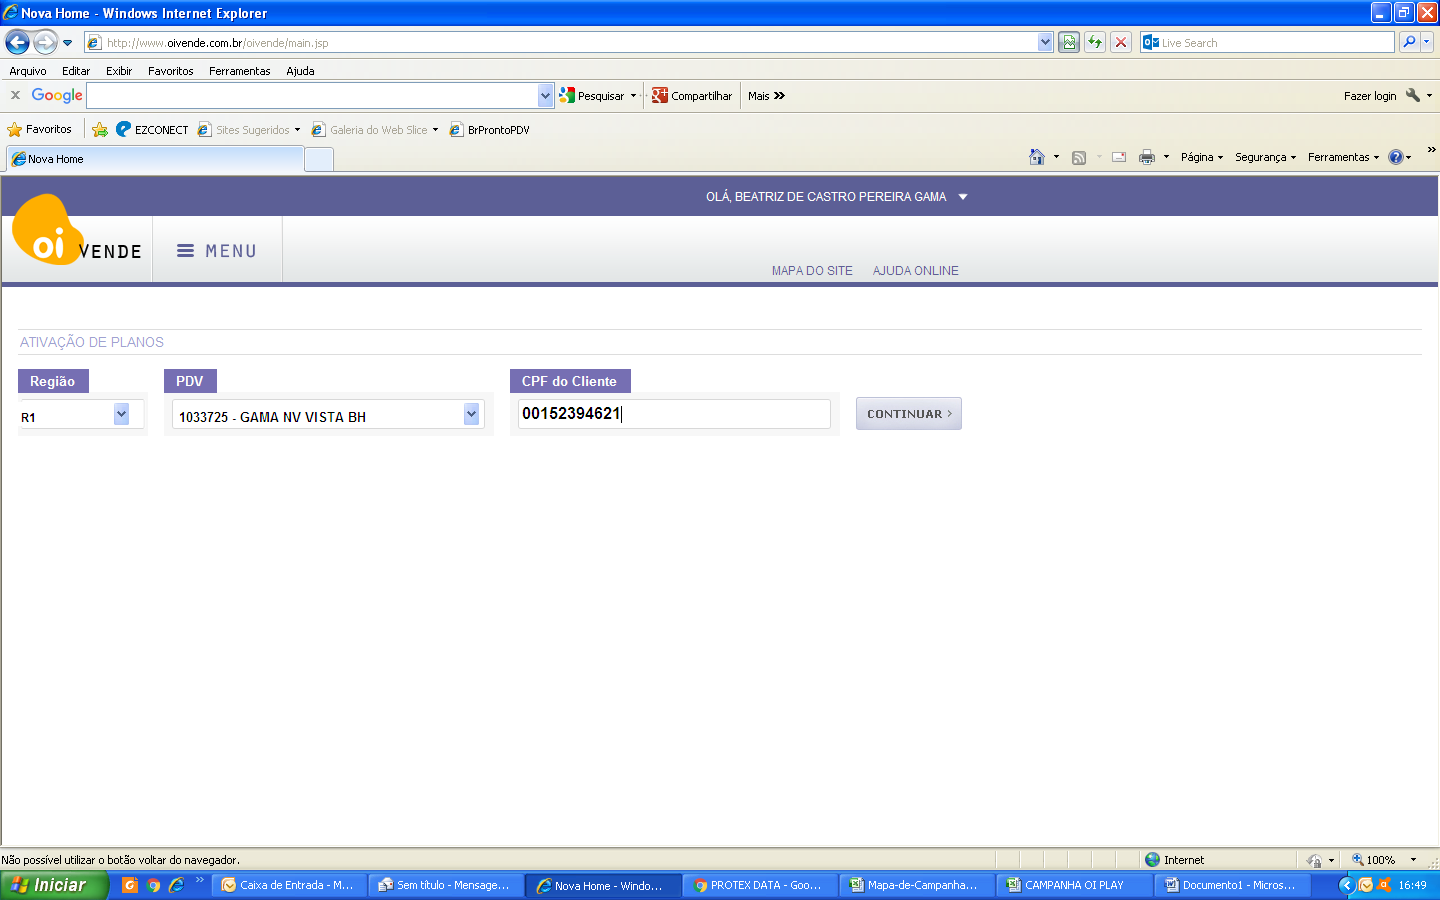 Nova Home - Windows Internet Explorer
http://www.oivende.com.br/oivende/main.jsp
Live Search
Arquivo Editar Exibir Favoritos Ferramentas Ajuda
x Google Pesquisar Compartilhar Mais >> Fazer login
Favoritos EZCONECT Sites Sugeridos Galeria do Web Slice BrProntoPDV
Nova Home Página Segurança Ferramentas
OLÁ, BEATRIZ DE CASTRO PEREIRA GAMA
oi VENDE MENU
MAPA DO SITE AJUDA ONLINE
ATIVAÇÃO DE PLANOS
Região PDV CPF do Cliente
R1 1033725 - GAMA NV VISTA BH 00152394621 CONTINUAR >
Não possível utilizar o botão voltar do navegador. Internet 100%
Iniciar Caixa de Entrada - M... Sem título - Mensage... Nova Home - Windo... PROTEX DATA - Goo... Mapa-de-Campanha... CAMPANHA OI PLAY Documento1 - Micros... 16:49